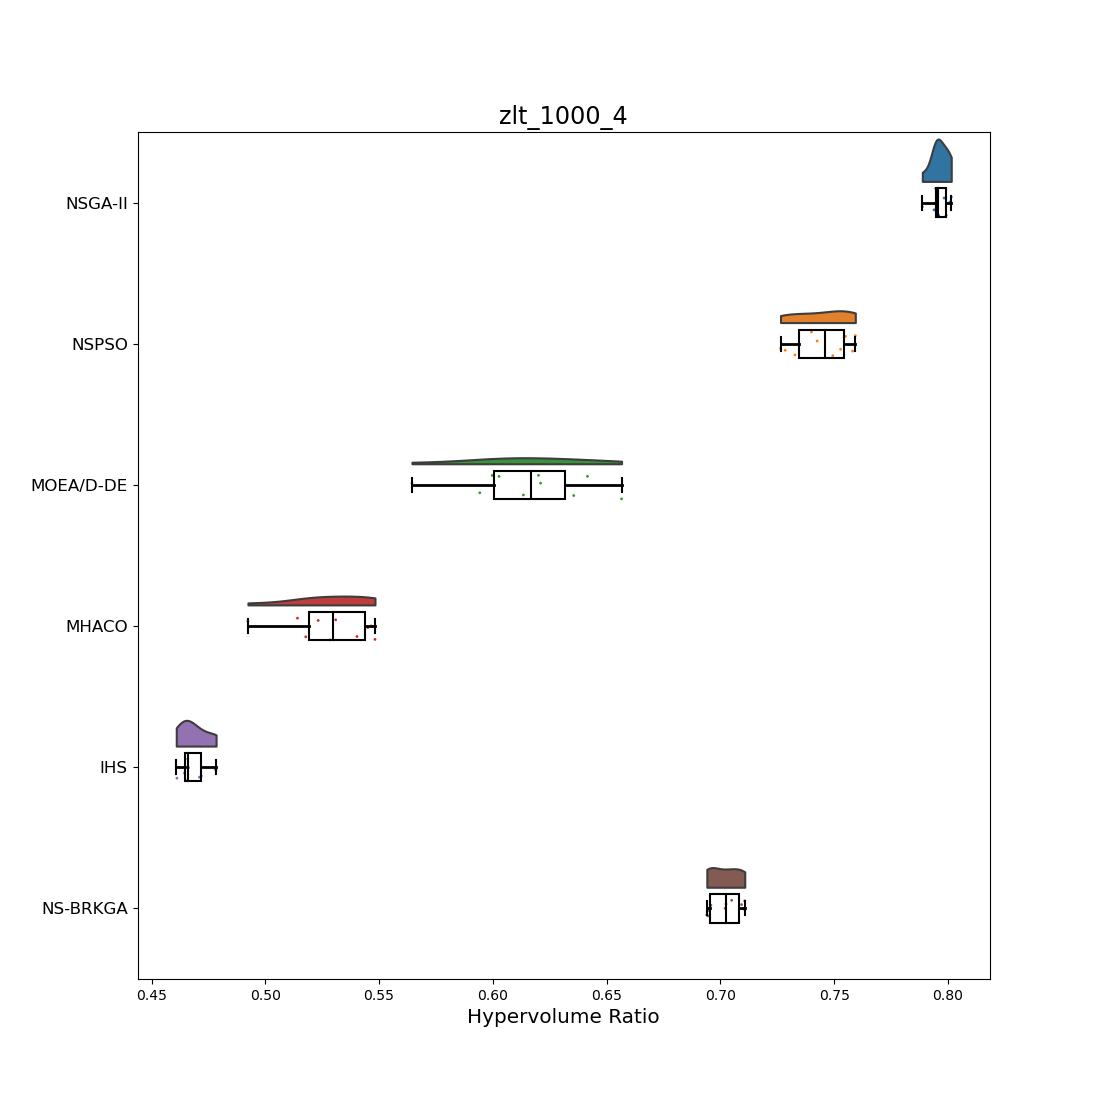 zlt_1000_4
NSGA-II
NSPSO
MOEA/D-DE
MHACO
IHS
NS-BRKGA
0.45 0.50 0.55 0.60 0.65 0.70 0.75 0.80
Hypervolume Ratio